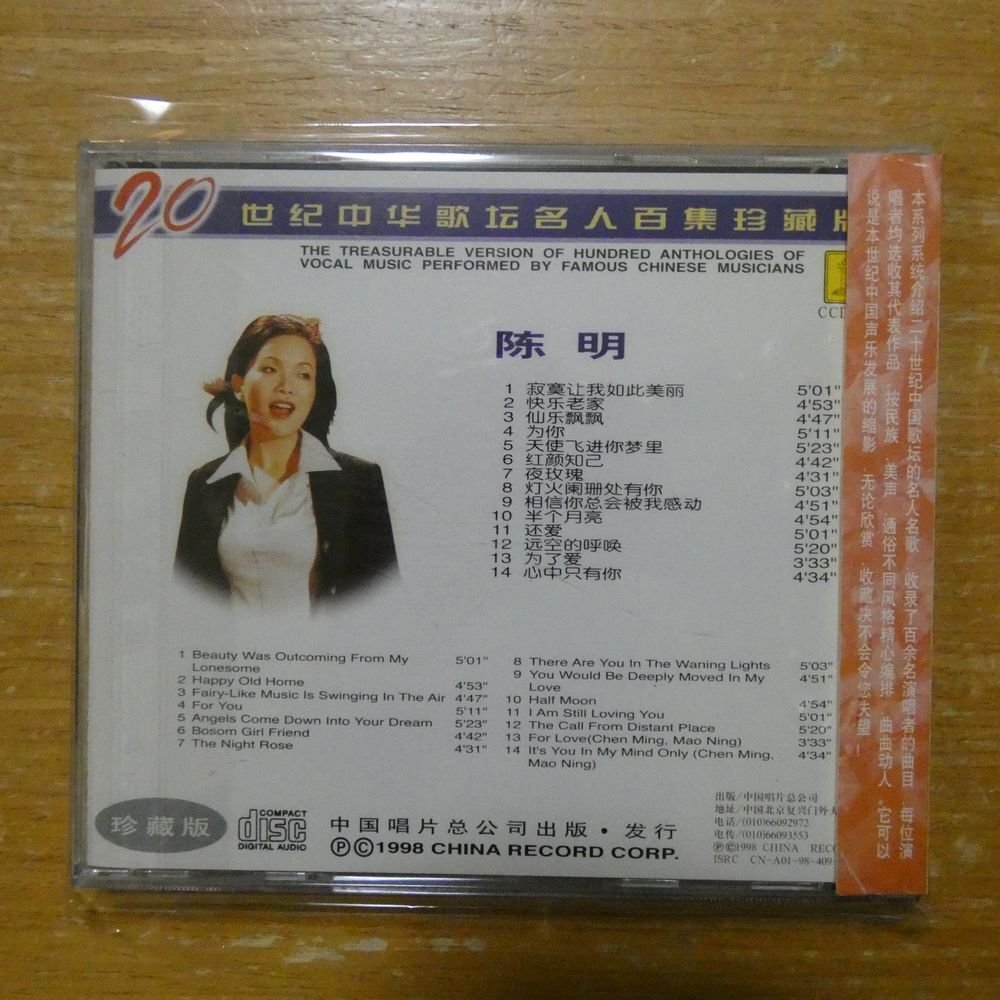 20
世纪中华歌坛名人百集珍藏版
THE TREASURABLE VERSION OF HUNDRED ANTHOLOGIES OF
VOCAL MUSIC PERFORMED BY FAMOUS CHINESE MUSICIANS
陈 明
1 寂寞让我如此美丽 5'01"
2 快乐老家 4'53"
3 仙乐飘飘 4'47"
4 为你 5'11"
5 天使飞进你梦里 5'23"
6 红颜知己 4'42"
7 夜玫瑰 4'31"
8 灯火阑珊处有你 5'03"
9 相信你总会被我感动 4'51"
10 半个月亮 4'54"
11 还爱 5'01"
12 远空的呼唤 5'20"
13 为了爱 3'33"
14 心中只有你 4'34"
1 Beauty Was Outcoming From My
Lonesome 5'01"
2 Happy Old Home 4'53"
3 Fairy-Like Music Is Swinging In The Air 4'47"
4 For You 5'11"
5 Angels Come Down Into Your Dream 5'23"
6 Bosom Girl Friend 4'42"
7 The Night Rose 4'31"
8 There Are You In The Waning Lights 5'03"
9 You Would Be Deeply Moved In My
Love 4'51"
10 Half Moon 4'54"
11 I Am Still Loving You 5'01"
12 The Call From Distant Place 5'20"
13 For Love(Chen Ming, Mao Ning) 3'33"
14 It's You In My Mind Only (Chen Ming,
Mao Ning) 4'34"
珍藏版
COMPACT
disc
DIGITAL AUDIO
中国唱片总公司出版·发行
ⓅⒸ1998 CHINA RECORD CORP.
出版/中国唱片总公司
地址/中国北京复兴门外大
电话/(010)66092972
电传/(010)66093553
ⓅⒸ1998 CHINA RECO
ISRC CN-A01-98-409-
本系列系统介绍二十世纪中国歌坛的名人名歌 收录了百余名演唱者的曲目 每位演
唱者均选收其代表作品。按民族 美声 通俗不同风格精心编排 曲曲动人。它可以
说是本世纪中国声乐发展的缩影 无论欣赏 收藏决不会令您失望！